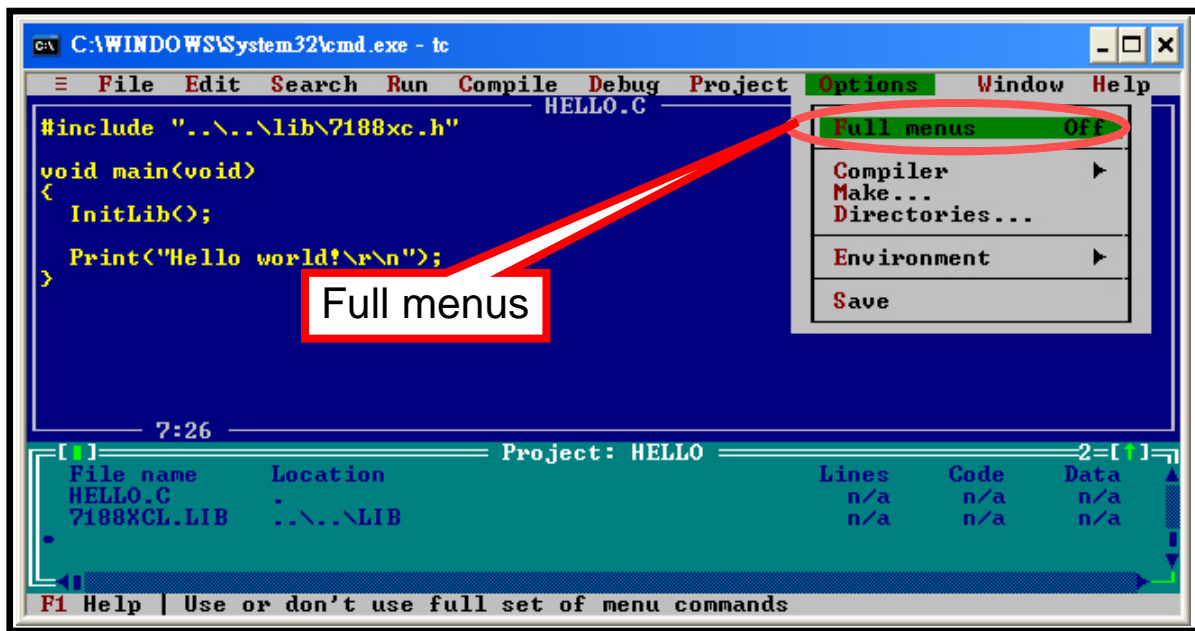 C:\WINDOWS\System32\cmd.exe - tc
≡ File Edit Search Run Compile Debug Project Options Window Help
HELLO.C
#include "..\..\lib\7188xc.h"
void main(void)
{
InitLib();
Print("Hello world!\r\n");
}
Full menus Off
Compiler
Make...
Directories...
Environment
Save
Full menus
7:26
Project: HELLO 2=[↑]
File name Location Lines Code Data
HELLO.C . n/a n/a n/a
7188XCL.LIB ..\..\LIB n/a n/a n/a
F1 Help | Use or don't use full set of menu commands